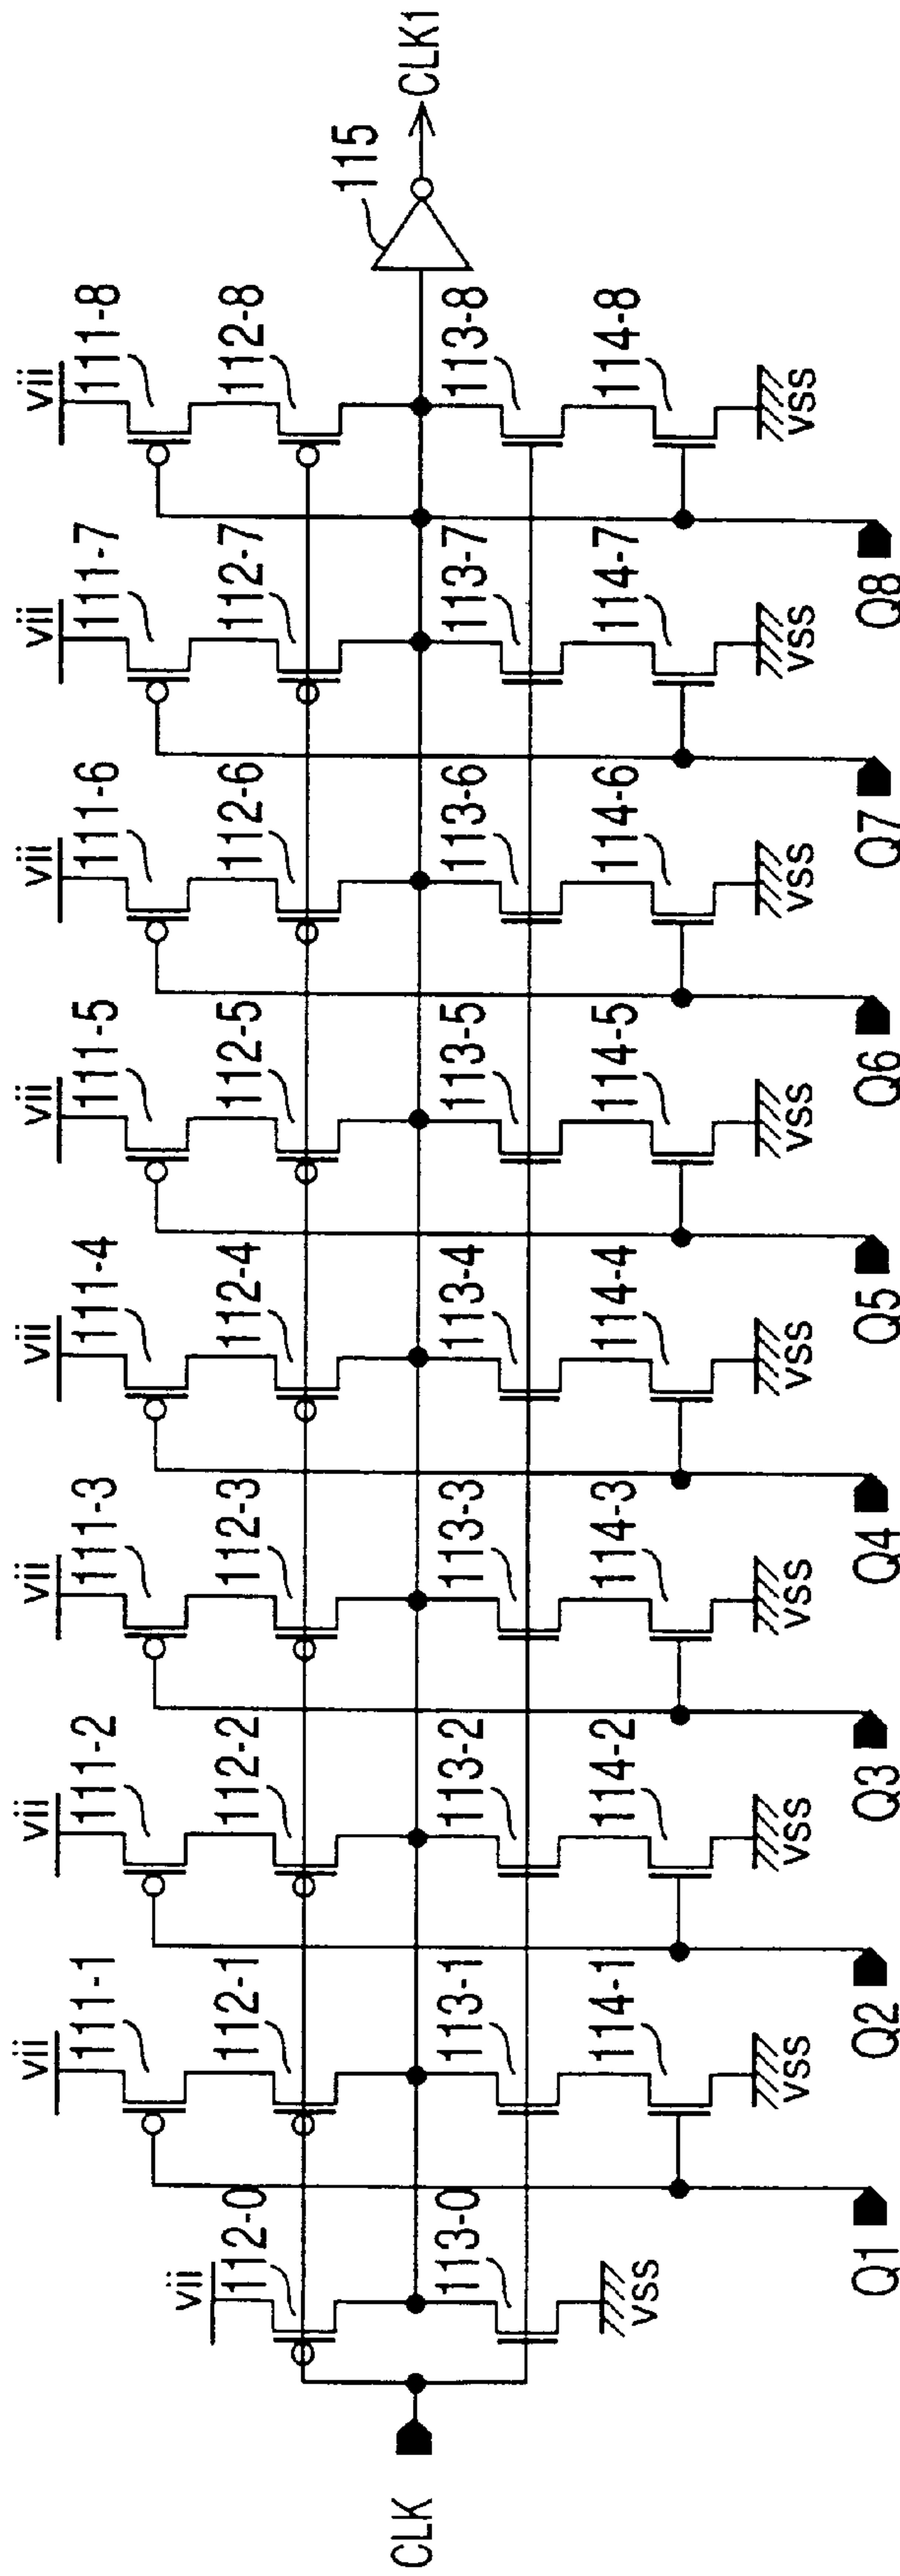 CLK
vii
112-0
113-0
vss
vii
111-1
112-1
113-1
114-1
vss
Q1
vii
111-2
112-2
113-2
114-2
vss
Q2
vii
111-3
112-3
113-3
114-3
vss
Q3
vii
111-4
112-4
113-4
114-4
vss
Q4
vii
111-5
112-5
113-5
114-5
vss
Q5
vii
111-6
112-6
113-6
114-6
vss
Q6
vii
111-7
112-7
113-7
114-7
vss
Q7
vii
111-8
112-8
113-8
114-8
vss
Q8
115
CLK1